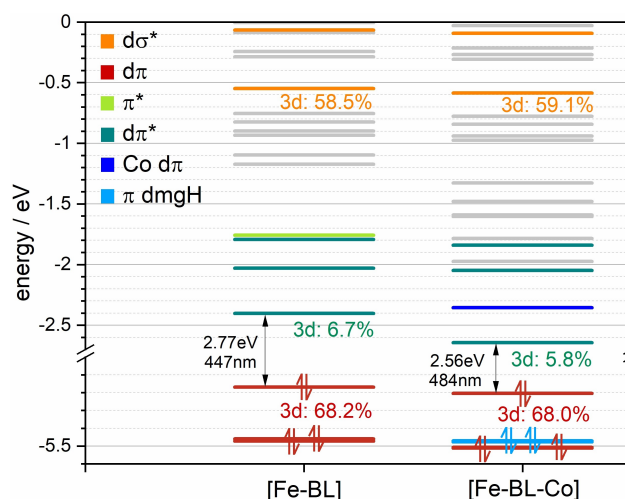 0
-0.5
-1
-1.5
-2
-2.5
-5.5
energy / eV
dσ*
dπ
π*
dπ*
Co dπ
π dmgH
3d: 58.5%
3d: 59.1%
2.77eV
447nm
3d: 6.7%
2.56eV
484nm
3d: 5.8%
3d: 68.2%
3d: 68.0%
[Fe-BL]
[Fe-BL-Co]